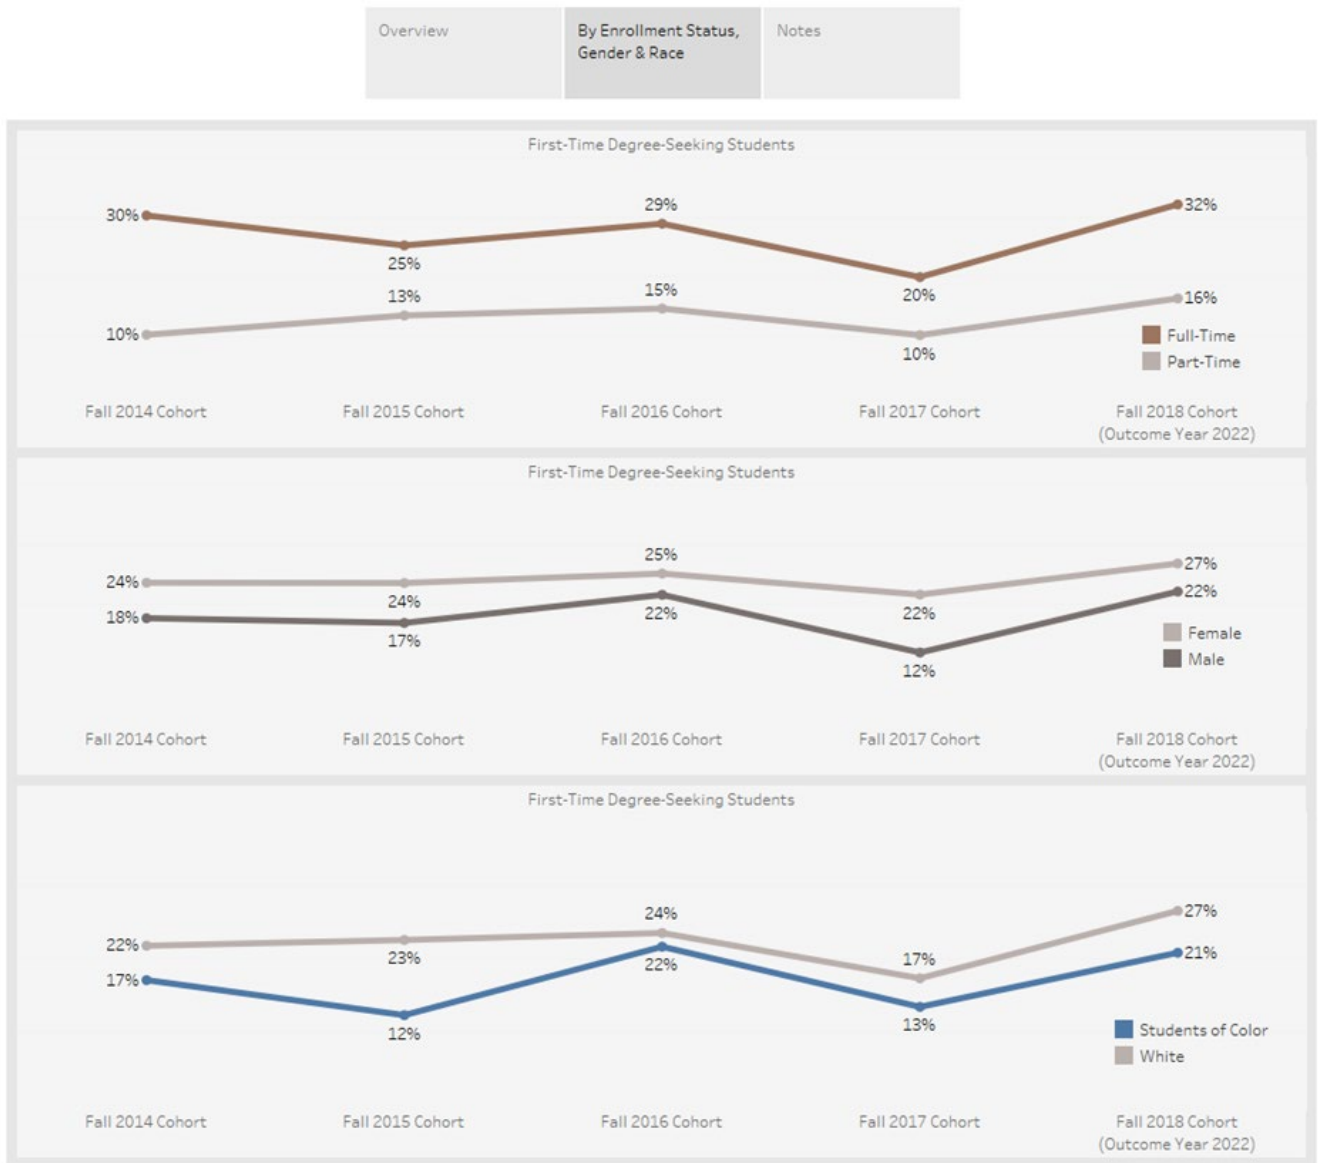 Overview
By Enrollment Status,
Gender & Race
Notes
First-Time Degree-Seeking Students
30%
25%
29%
20%
32%
10%
13%
15%
10%
16%
Full-Time
Part-Time
Fall 2014 Cohort
Fall 2015 Cohort
Fall 2016 Cohort
Fall 2017 Cohort
Fall 2018 Cohort
(Outcome Year 2022)
First-Time Degree-Seeking Students
24%
24%
25%
22%
27%
18%
17%
22%
12%
22%
Female
Male
Fall 2014 Cohort
Fall 2015 Cohort
Fall 2016 Cohort
Fall 2017 Cohort
Fall 2018 Cohort
(Outcome Year 2022)
First-Time Degree-Seeking Students
22%
23%
24%
17%
27%
17%
12%
22%
13%
21%
Students of Color
White
Fall 2014 Cohort
Fall 2015 Cohort
Fall 2016 Cohort
Fall 2017 Cohort
Fall 2018 Cohort
(Outcome Year 2022)